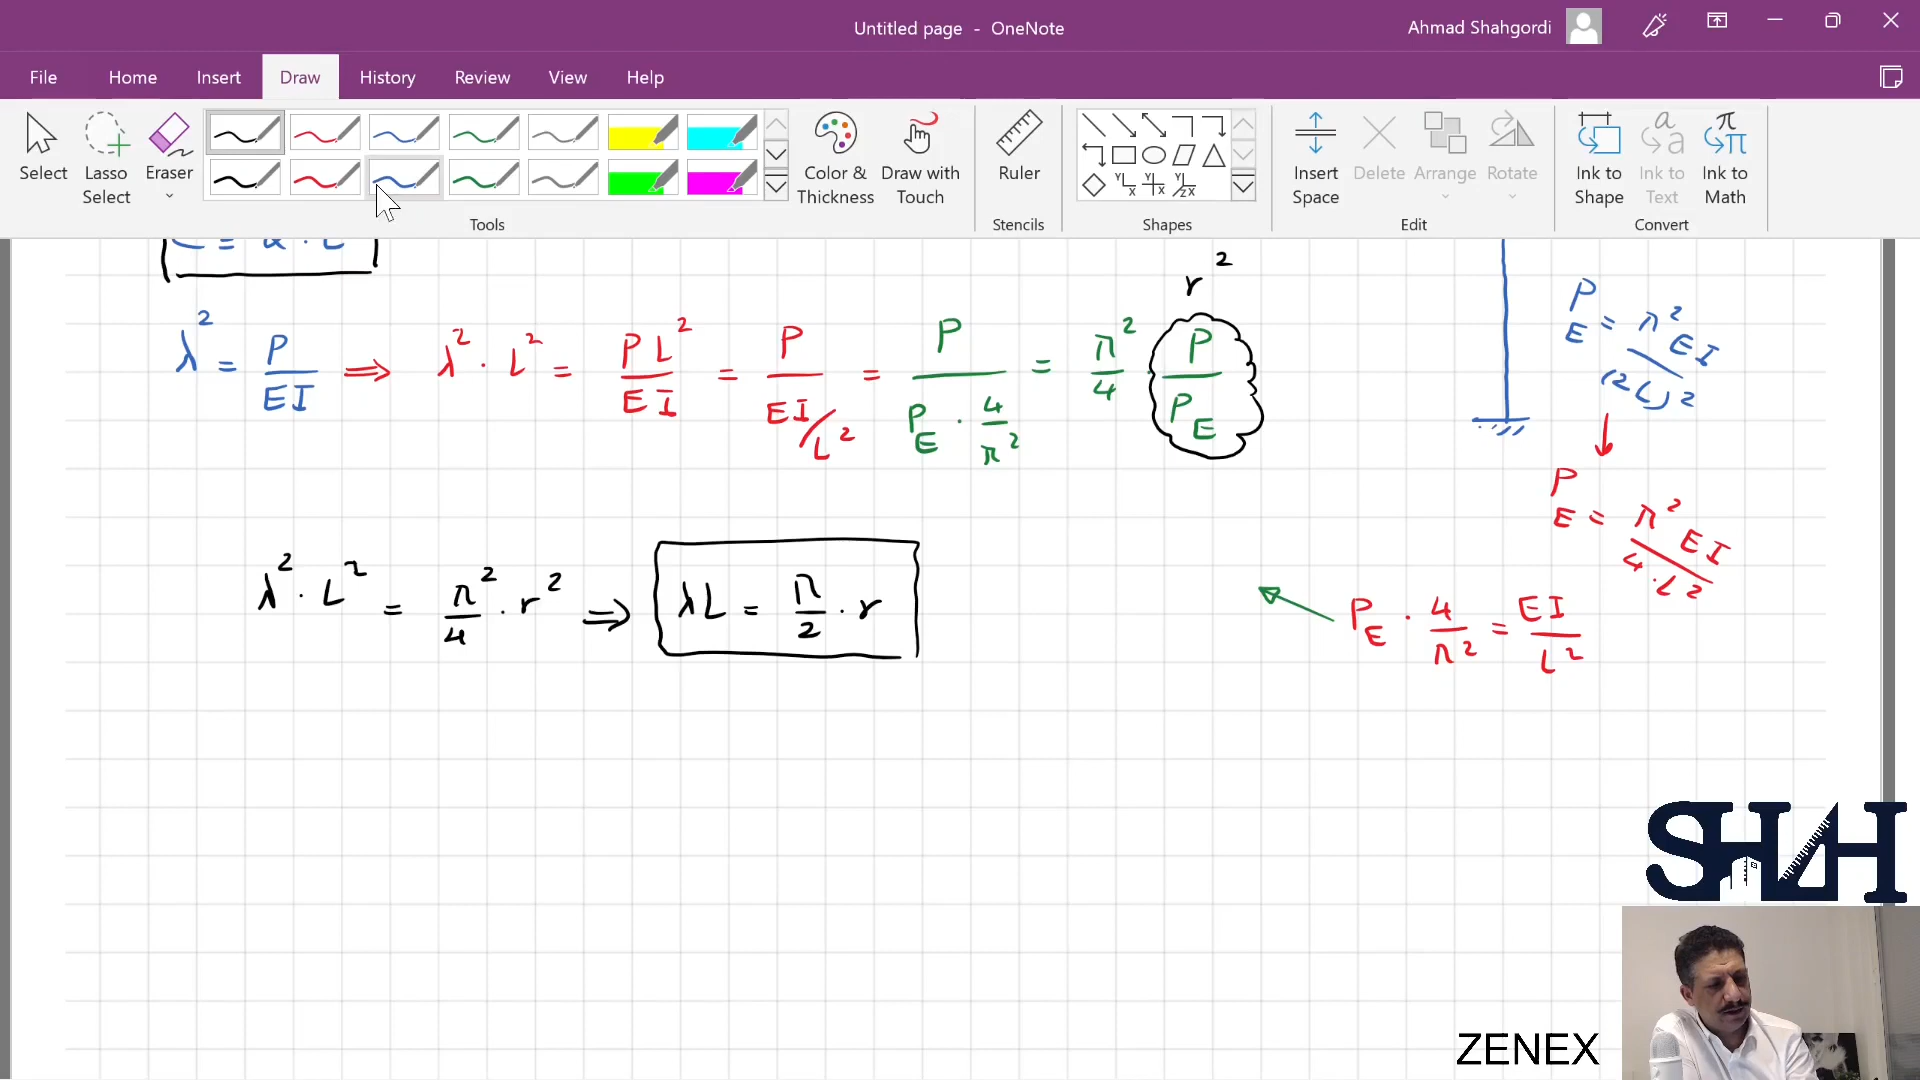 Untitled page - OneNote
Ahmad Shahgordi
File Home Insert Draw History Review View Help
Select
Lasso Select
Eraser
Color & Thickness
Draw with Touch
Ruler
Insert Space
Delete
Arrange
Rotate
Ink to Shape
Ink to Text
Ink to Math
Tools
Stencils
Shapes
Edit
Convert
r²
λ² = P/EI ⇒ λ² · L² = PL²/EI = P/(EI/L²) = P/(P_E · 4/π²) = π²/4 · P/P_E
P_E = π²EI/(2L)²
P_E = π²EI/4·L²
λ² · L² = π²/4 · r² ⇒ λL = π/2 · r
P_E · 4/π² = EI/L²
SHAH
ZENEX